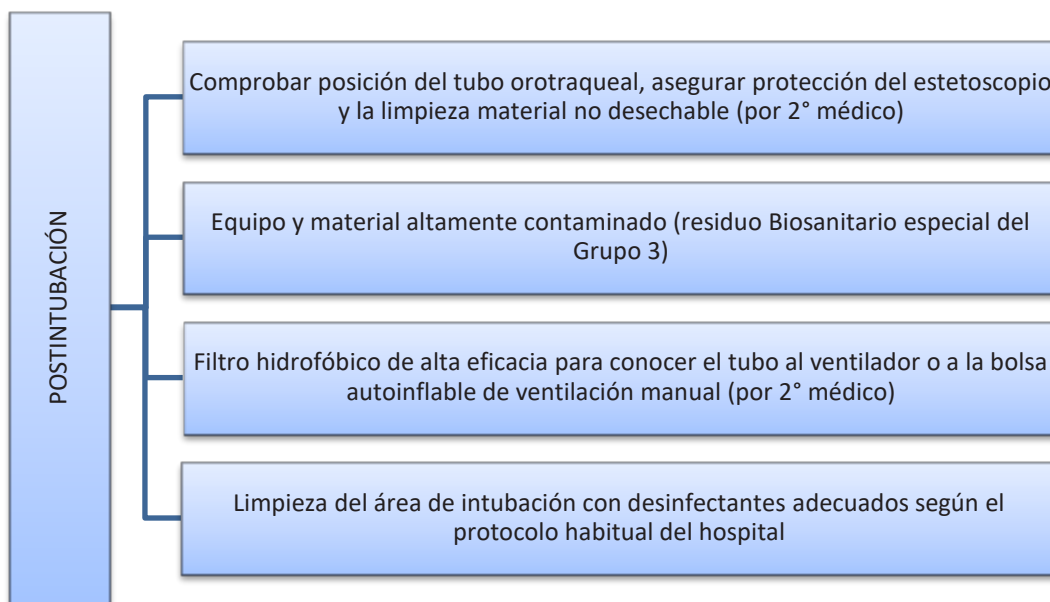 POSTINTUBACIÓN
Comprobar posición del tubo orotraqueal, asegurar protección del estetoscopio
y la limpieza material no desechable (por 2° médico)
Equipo y material altamente contaminado (residuo Biosanitario especial del
Grupo 3)
Filtro hidrofóbico de alta eficacia para conocer el tubo al ventilador o a la bolsa
autoinflable de ventilación manual (por 2° médico)
Limpieza del área de intubación con desinfectantes adecuados según el
protocolo habitual del hospital